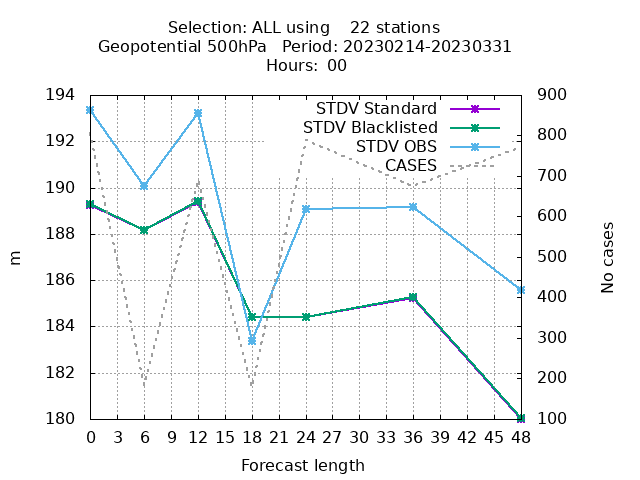 Selection: ALL using    22 stations
Geopotential 500hPa   Period: 20230214-20230331
Hours: 00
194 900
STDV Standard
STDV Blacklisted
STDV OBS
CASES
192 800
190 700
188 600
186 500
184 400
182 300
180 200
100
m
No cases
0 3 6 9 12 15 18 21 24 27 30 33 36 39 42 45 48
Forecast length